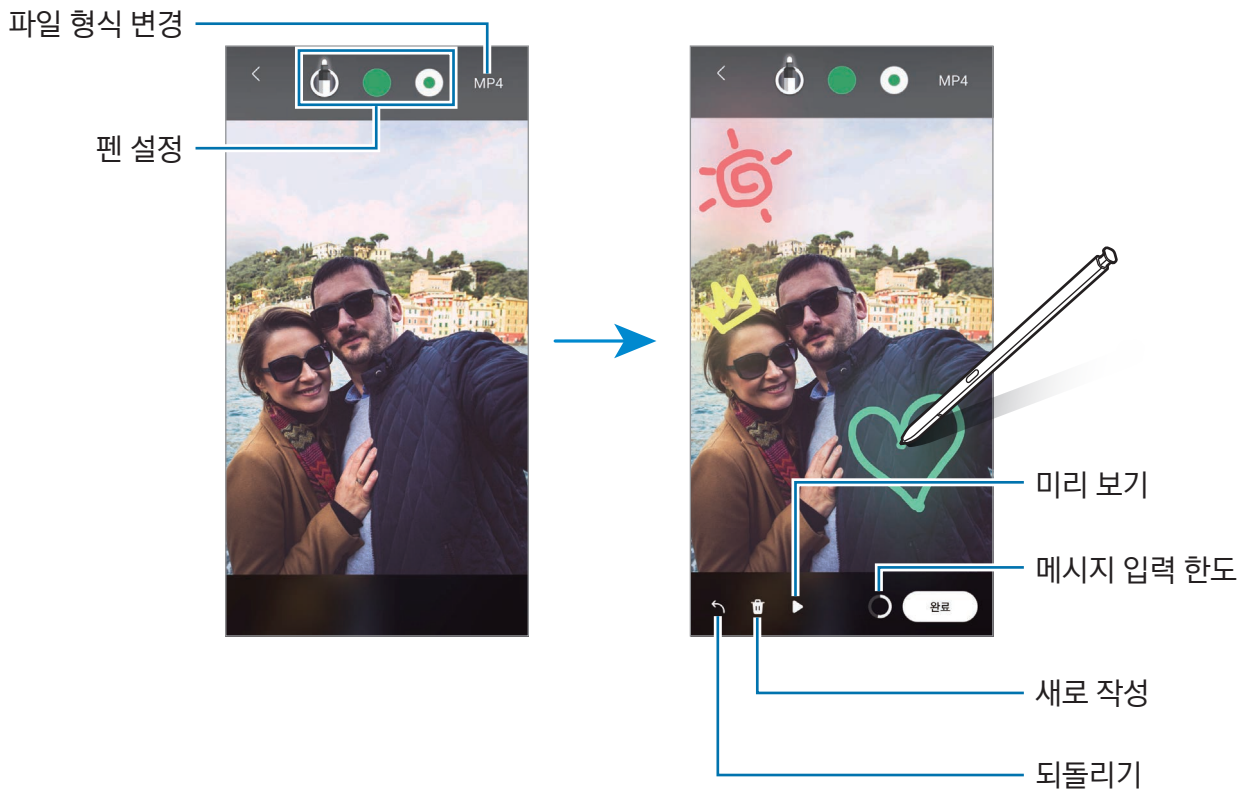 파일 형식 변경
MP4
펜 설정
MP4
미리 보기
메시지 입력 한도
완료
새로 작성
되돌리기